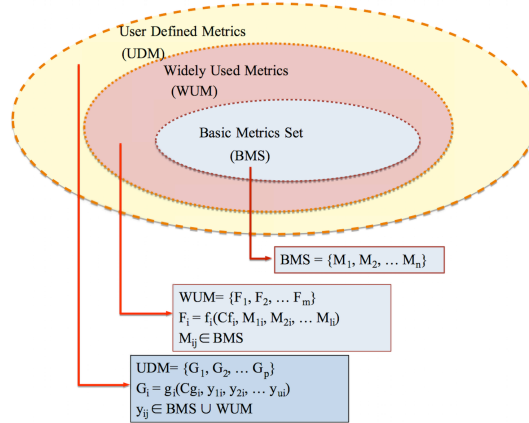 User Defined Metrics
(UDM)
Widely Used Metrics
(WUM)
Basic Metrics Set
(BMS)
BMS = {M₁, M₂, … Mₙ}
WUM= {F₁, F₂, … Fₘ}
Fᵢ = fᵢ(Cfᵢ, M₁ᵢ, M₂ᵢ, … Mₗᵢ)
Mᵢⱼ ∈ BMS
UDM= {G₁, G₂, … Gₚ}
Gᵢ = gᵢ(Cgᵢ, y₁ᵢ, y₂ᵢ, … yᵤᵢ)
yᵢⱼ ∈ BMS ∪ WUM